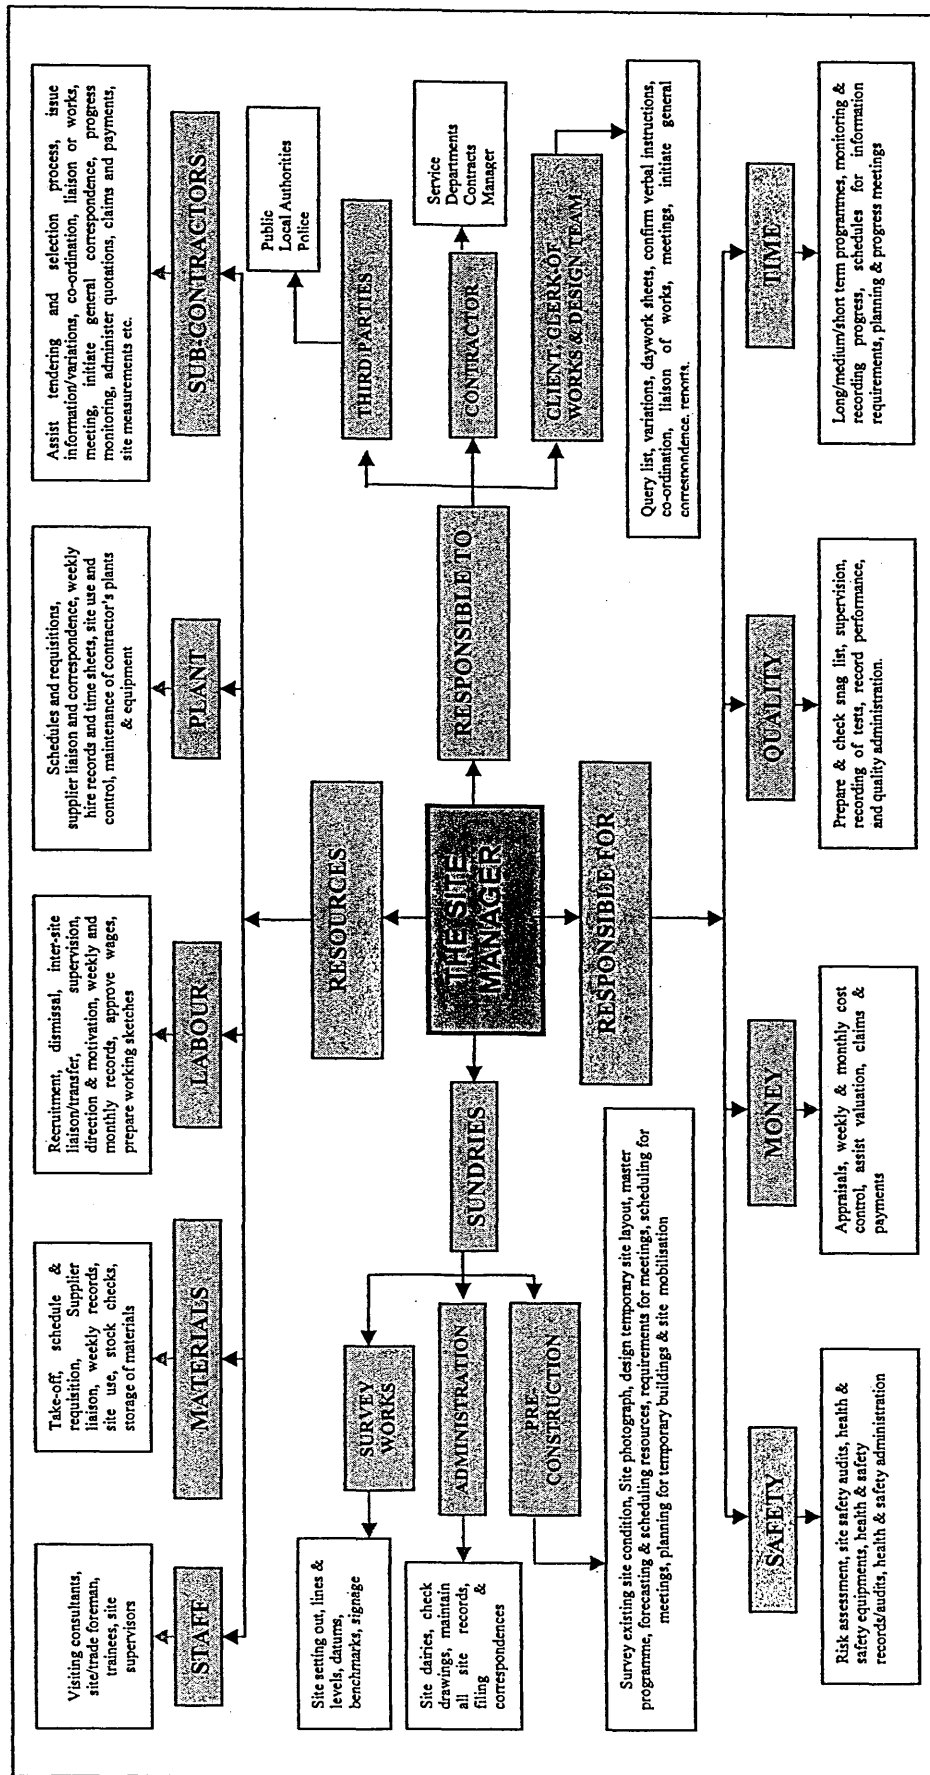 Visiting consultants,
site/trade foreman,
trainees, site
supervisors
STAFF
Take-off, schedule &
requisition, Supplier
liaison, weekly records,
site use, stock checks,
storage of materials
MATERIALS
Recruitment, dismissal, inter-site
liaison/transfer, supervision,
direction & motivation, weekly and
monthly records, approve wages,
prepare working sketches
LABOUR
Schedules and requisitions,
supplier liaison and correspondence, weekly
hire records and time sheets, site use and
control, maintenance of contractor's plants
& equipment
PLANT
Assist tendering and selection process, issue
information/variations, co-ordination, liaison or works,
meeting, initiate general correspondence, progress
monitoring, administer quotations, claims and payments,
site measurements etc.
SUB-CONTRACTORS
RESOURCES
THE SITE
MANAGER
SUNDRIES
SURVEY
WORKS
Site setting out, lines &
levels, datums,
benchmarks, signage
ADMINISTRATION
Site dairies, check
drawings, maintain
all site records,
filing &
correspondences
PRE-
CONSTRUCTION
Survey existing site condition, Site photograph, design temporary site layout, master
programme, forecasting & scheduling resources, requirements for meetings, scheduling for
meetings, planning for temporary buildings & site mobilisation
RESPONSIBLE TO
THIRD PARTIES
Public
Local Authorities
Police
CONTRACTOR
Service
Departments
Contracts
Manager
CLIENT, CLERK-OF
WORKS & DESIGN TEAM
Query list, variations, daywork sheets, confirm verbal instructions,
co-ordination, liaison of works, meetings, initiate general
correspondence, reports.
RESPONSIBLE FOR
SAFETY
Risk assessment, site safety audits, health &
safety equipments, health & safety
records/audits, health & safety administration
MONEY
Appraisals, weekly & monthly cost
control, assist valuation, claims &
payments
QUALITY
Prepare & check snag list, supervision,
recording of tests, record performance,
and quality administration.
TIME
Long/medium/short term programmes, monitoring &
recording progress, schedules for information
requirements, planning & progress meetings